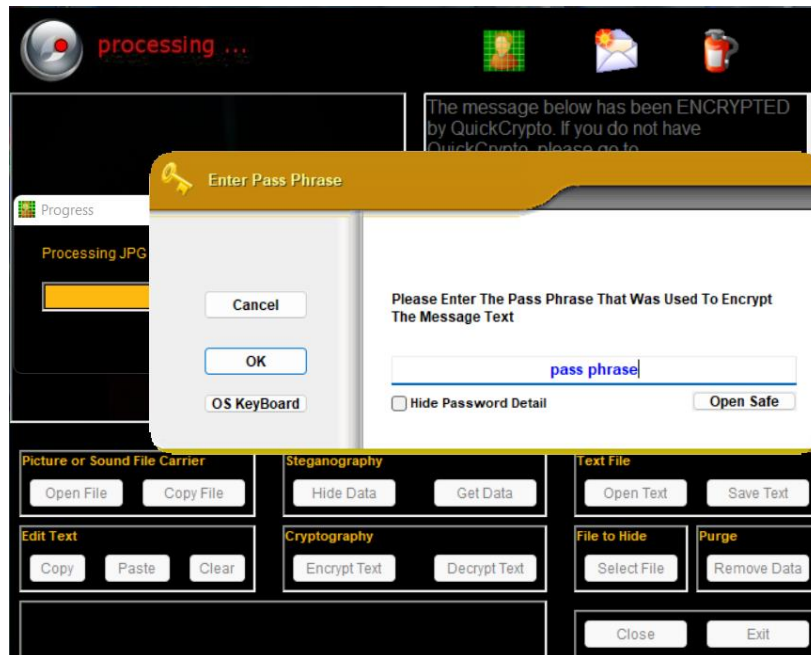 processing ...
The message below has been ENCRYPTED
by QuickCrypto. If you do not have
QuickCrypto, please go to
Enter Pass Phrase
Progress
Processing JPG
Cancel
OK
OS KeyBoard
Please Enter The Pass Phrase That Was Used To Encrypt
The Message Text
pass phrase
Hide Password Detail
Open Safe
Picture or Sound File Carrier
Open File
Copy File
Steganography
Hide Data
Get Data
Text File
Open Text
Save Text
Edit Text
Copy
Paste
Clear
Cryptography
Encrypt Text
Decrypt Text
File to Hide
Select File
Purge
Remove Data
Close
Exit